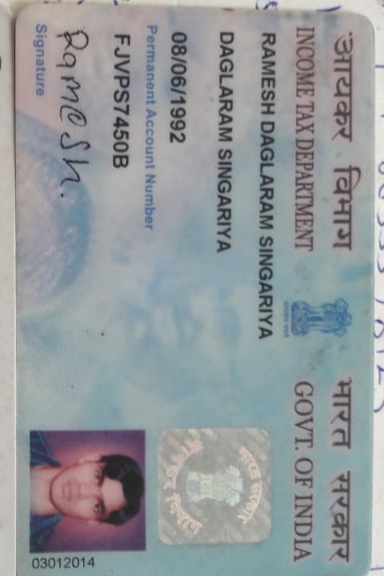 आयकर विभाग
INCOME TAX DEPARTMENT
भारत सरकार
GOVT. OF INDIA
RAMESH DAGLARAM SINGARIYA
DAGLARAM SINGARIYA
08/06/1992
Permanent Account Number
FJVPS7450B
Ramesh.
Signature
03012014